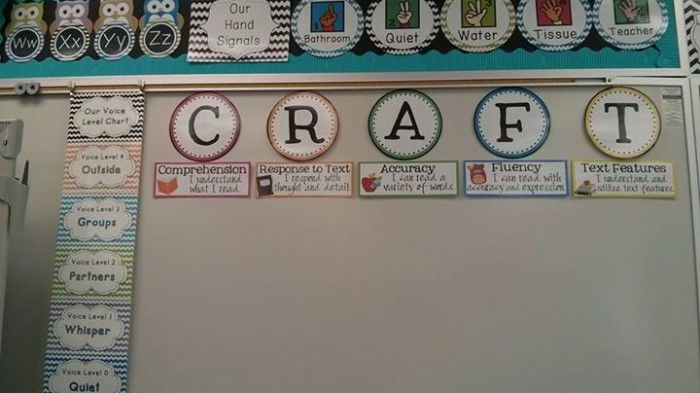 Ww Xx Yy Zz
Our
Hand
Signals
Bathroom
Quiet
Water
Tissue
Teacher
C R A F T
Comprehension
I understand
what I read.
Response to Text
I respond with
thought and detail
Accuracy
I can read a
variety of words.
Fluency
I can read with
accuracy and expression
Text Features
I understand and
utilize text features
Our Voice
Level Chart
Voice Level 4
Outside
Voice Level 3
Groups
Voice Level 2
Partners
Voice Level 1
Whisper
Voice Level 0
Quiet